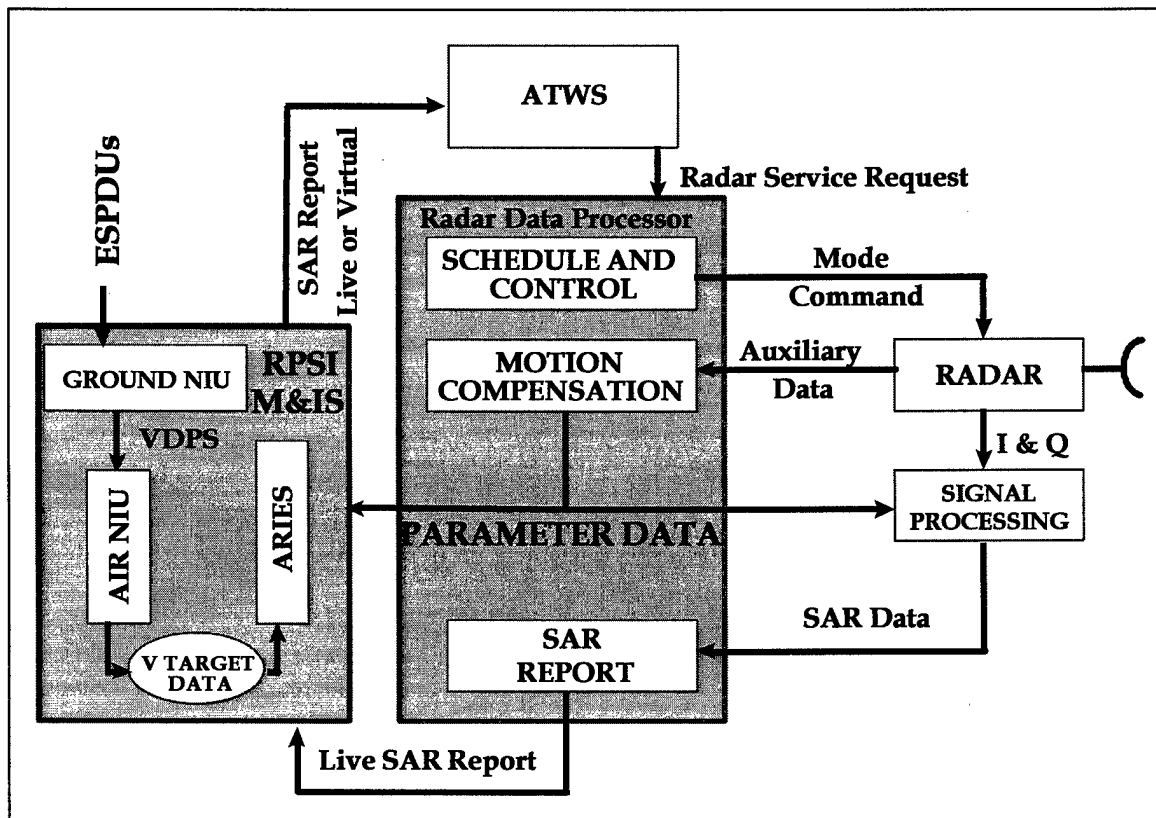 ATWS
ESPDUs
SAR Report
Live or Virtual
Radar Service Request
Radar Data Processor
SCHEDULE AND
CONTROL
Mode
Command
MOTION
COMPENSATION
Auxiliary
Data
RADAR
I & Q
SIGNAL
PROCESSING
RPSI
M&IS
GROUND NIU
VDPS
AIR NIU
ARIES
V TARGET
DATA
PARAMETER DATA
SAR Data
SAR
REPORT
Live SAR Report